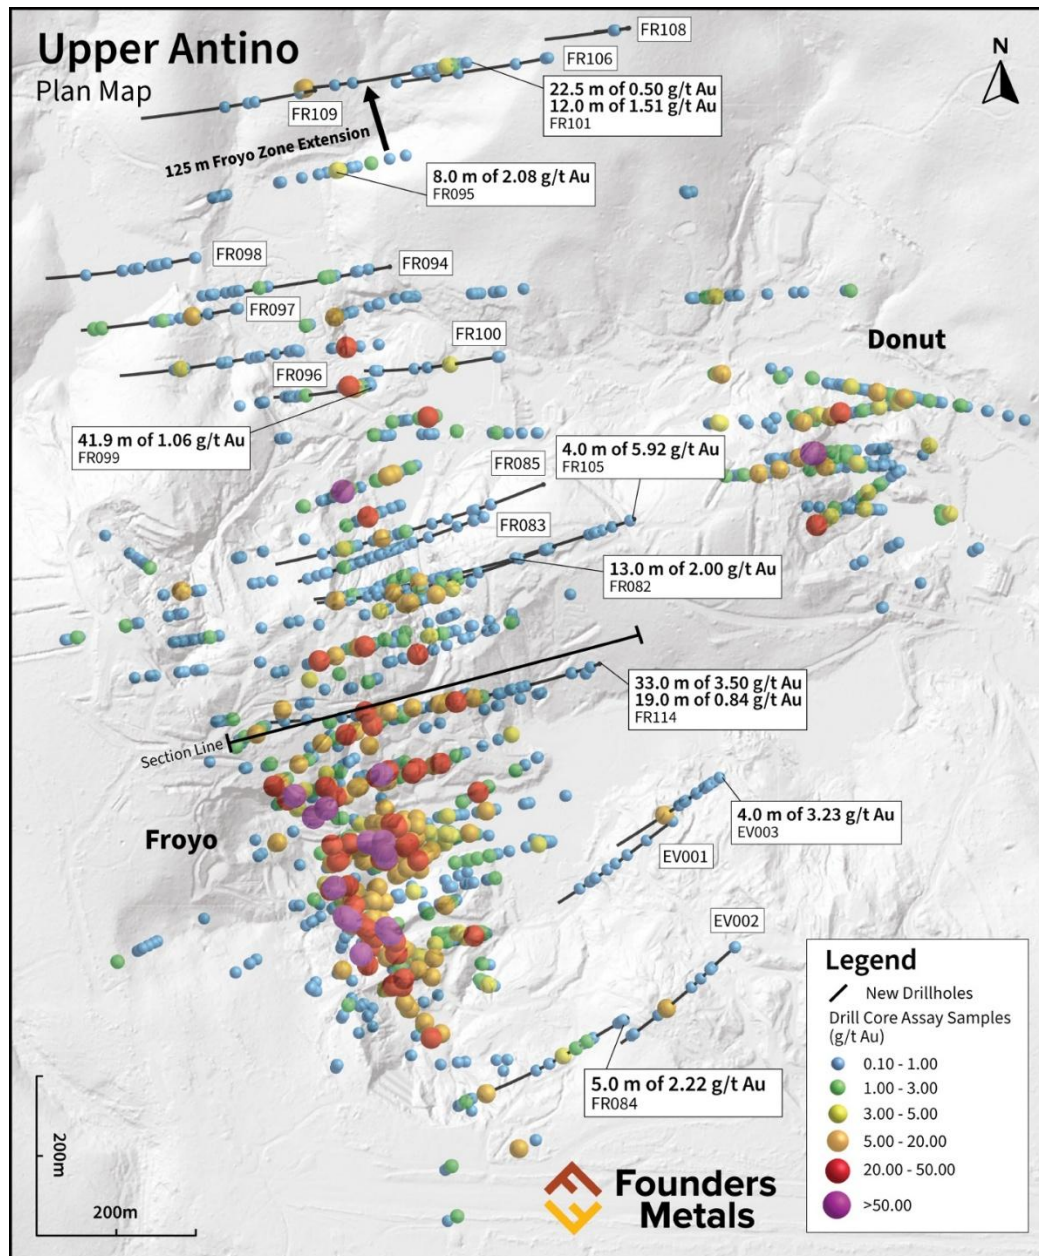 Upper Antino
Plan Map
FR108
N
FR106
22.5 m of 0.50 g/t Au
12.0 m of 1.51 g/t Au
FR101
FR109
125 m Froyo Zone Extension
8.0 m of 2.08 g/t Au
FR095
FR098
FR094
FR097
FR100
Donut
FR096
41.9 m of 1.06 g/t Au
FR099
4.0 m of 5.92 g/t Au
FR105
FR085
FR083
13.0 m of 2.00 g/t Au
FR082
33.0 m of 3.50 g/t Au
19.0 m of 0.84 g/t Au
FR114
Section Line
4.0 m of 3.23 g/t Au
EV003
Froyo
EV001
EV002
5.0 m of 2.22 g/t Au
FR084
Legend
New Drillholes
Drill Core Assay Samples
(g/t Au)
0.10 - 1.00
1.00 - 3.00
3.00 - 5.00
5.00 - 20.00
20.00 - 50.00
>50.00
200m
200m
Founders
Metals